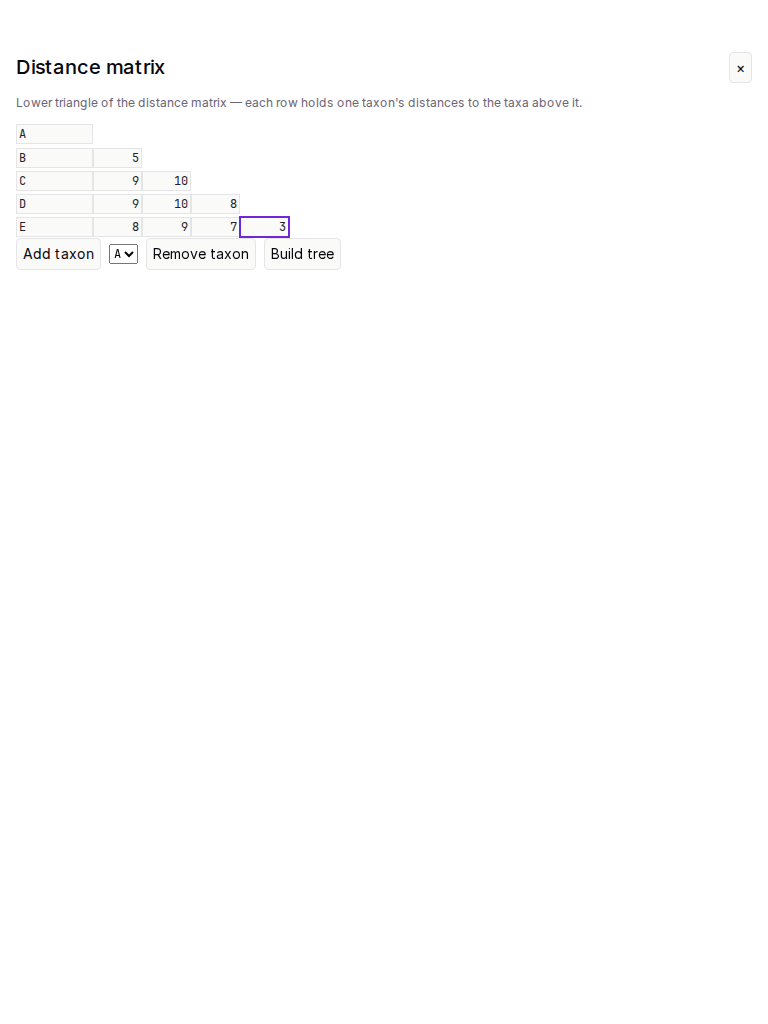 Distance matrix
×
Lower triangle of the distance matrix — each row holds one taxon's distances to the taxa above it.
A
B 5
C 9 10
D 9 10 8
E 8 9 7 3
Add taxon A Remove taxon Build tree